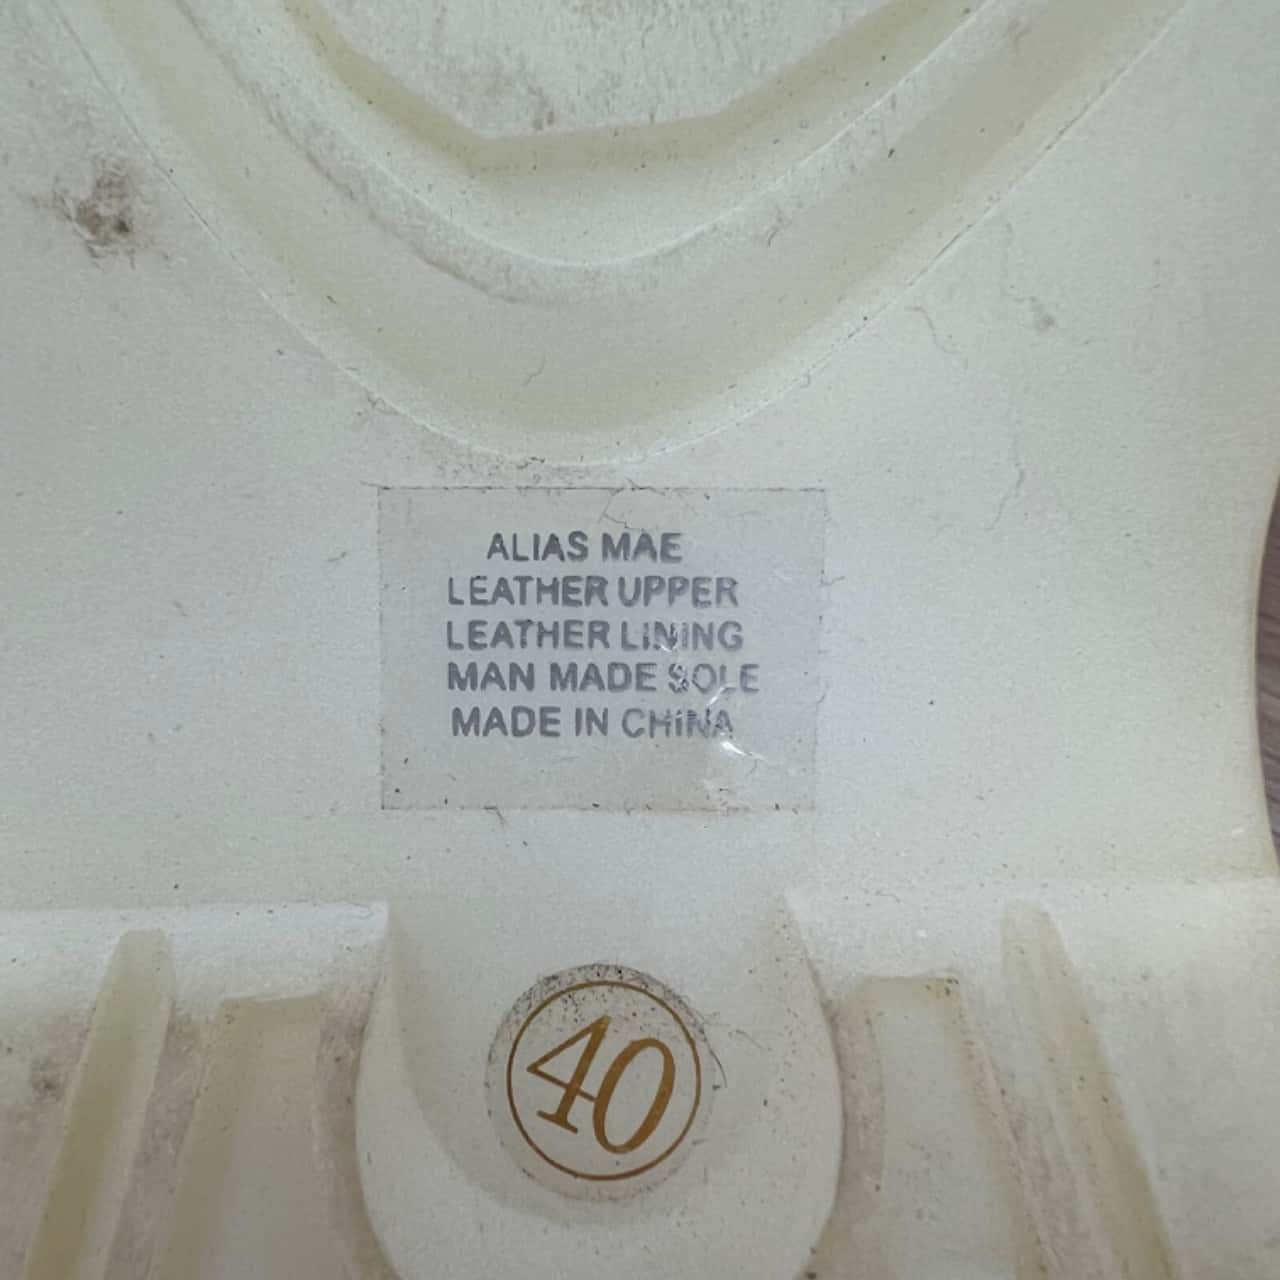 ALIAS MAE
LEATHER UPPER
LEATHER LINING
MAN MADE SOLE
MADE IN CHINA
40